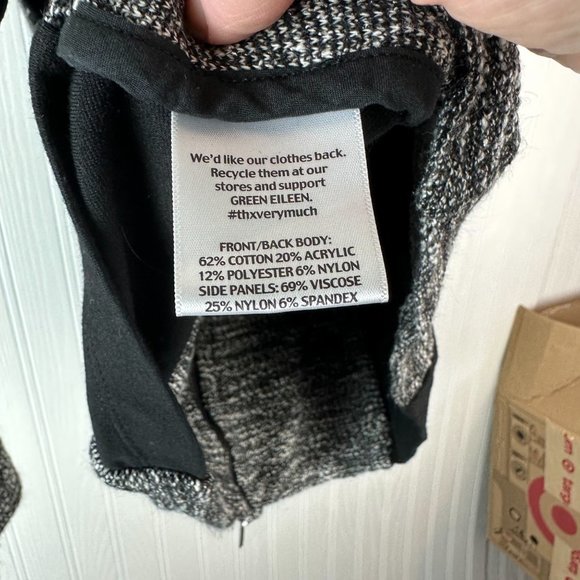 We'd like our clothes back.
Recycle them at our
stores and support
GREEN EILEEN.
#thxverymuch
FRONT/BACK BODY:
62% COTTON 20% ACRYLIC
12% POLYESTER 6% NYLON
SIDE PANELS: 69% VISCOSE
25% NYLON 6% SPANDEX